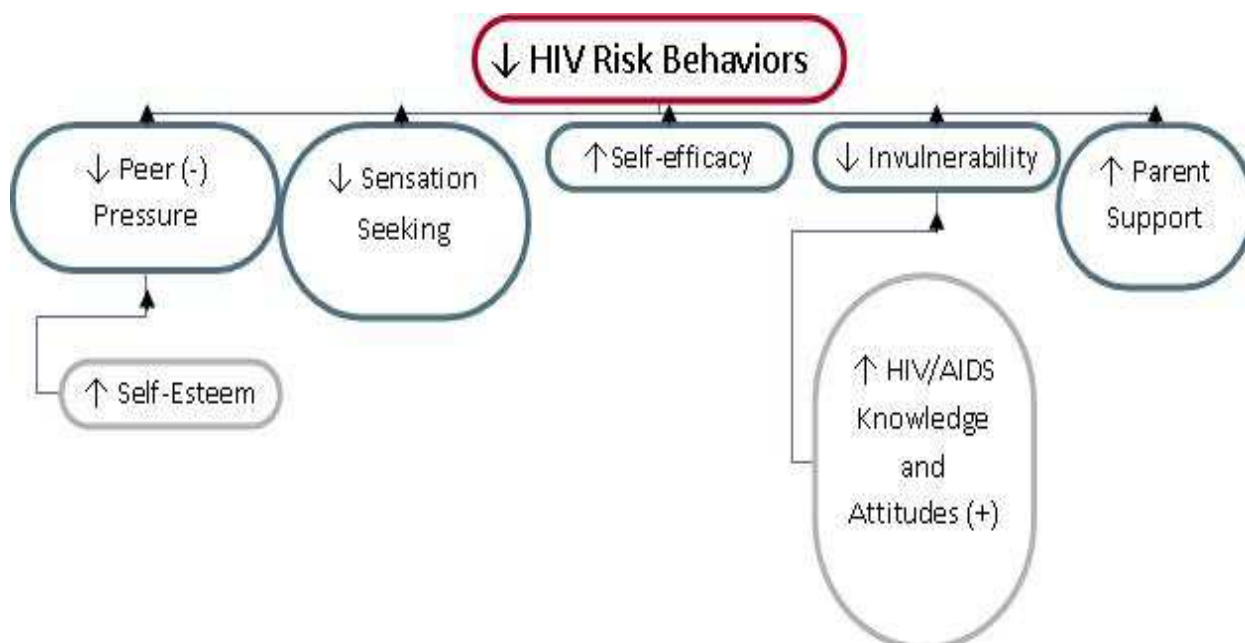 ↓ HIV Risk Behaviors
↓ Peer (-)
Pressure
↓ Sensation
Seeking
↑ Self-efficacy
↓ Invulnerability
↑ Parent
Support
↑ Self-Esteem
↑ HIV/AIDS
Knowledge
and
Attitudes (+)